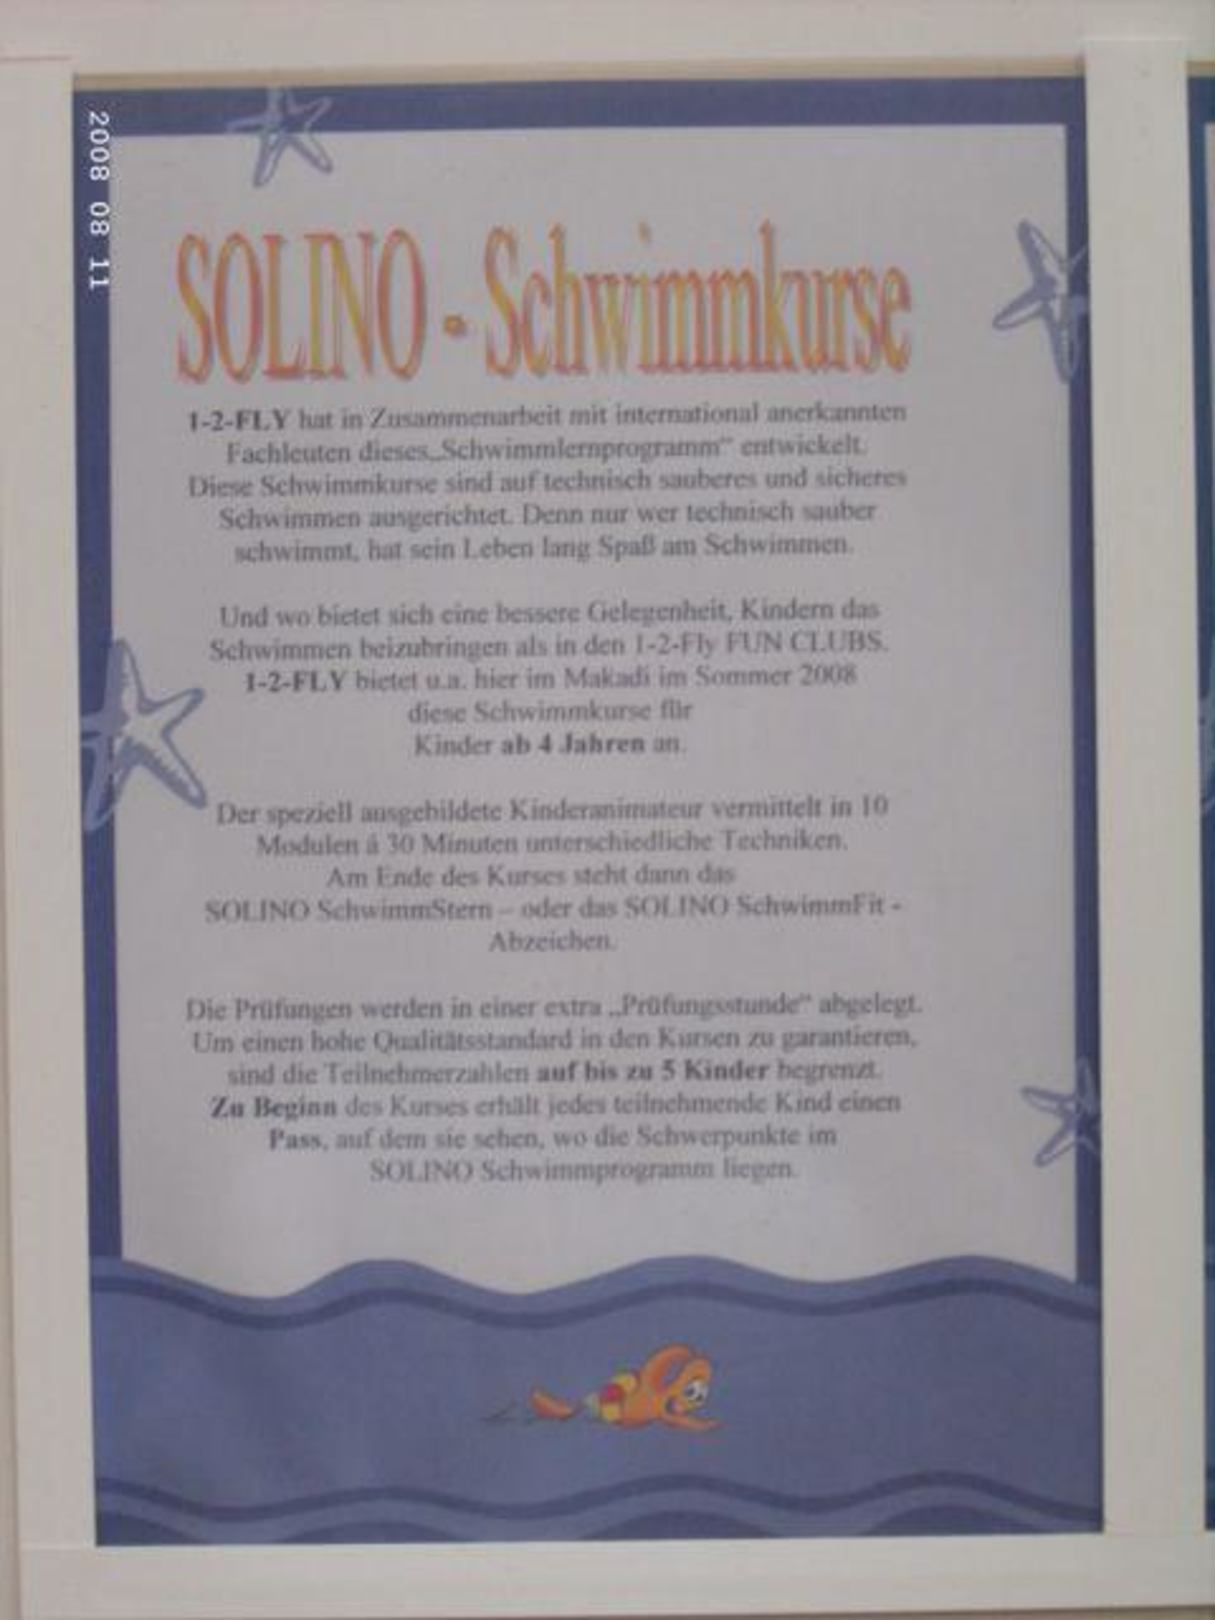 2008 08 11
SOLINO - Schwimmkurse
1-2-FLY hat in Zusammenarbeit mit international anerkannten
Fachleuten dieses„Schwimmlernprogramm“ entwickelt.
Diese Schwimmkurse sind auf technisch sauberes und sicheres
Schwimmen ausgerichtet. Denn nur wer technisch sauber
schwimmt, hat sein Leben lang Spaß am Schwimmen.
Und wo bietet sich eine bessere Gelegenheit, Kindern das
Schwimmen beizubringen als in den 1-2-Fly FUN CLUBS.
1-2-FLY bietet u.a. hier im Makadi im Sommer 2008
diese Schwimmkurse für
Kinder ab 4 Jahren an.
Der speziell ausgebildete Kinderanimateur vermittelt in 10
Modulen á 30 Minuten unterschiedliche Techniken.
Am Ende des Kurses steht dann das
SOLINO SchwimmStern – oder das SOLINO SchwimmFit -
Abzeichen.
Die Prüfungen werden in einer extra „Prüfungsstunde“ abgelegt.
Um einen hohe Qualitätsstandard in den Kursen zu garantieren,
sind die Teilnehmerzahlen auf bis zu 5 Kinder begrenzt.
Zu Beginn des Kurses erhält jedes teilnehmende Kind einen
Pass, auf dem sie sehen, wo die Schwerpunkte im
SOLINO Schwimmprogramm liegen.